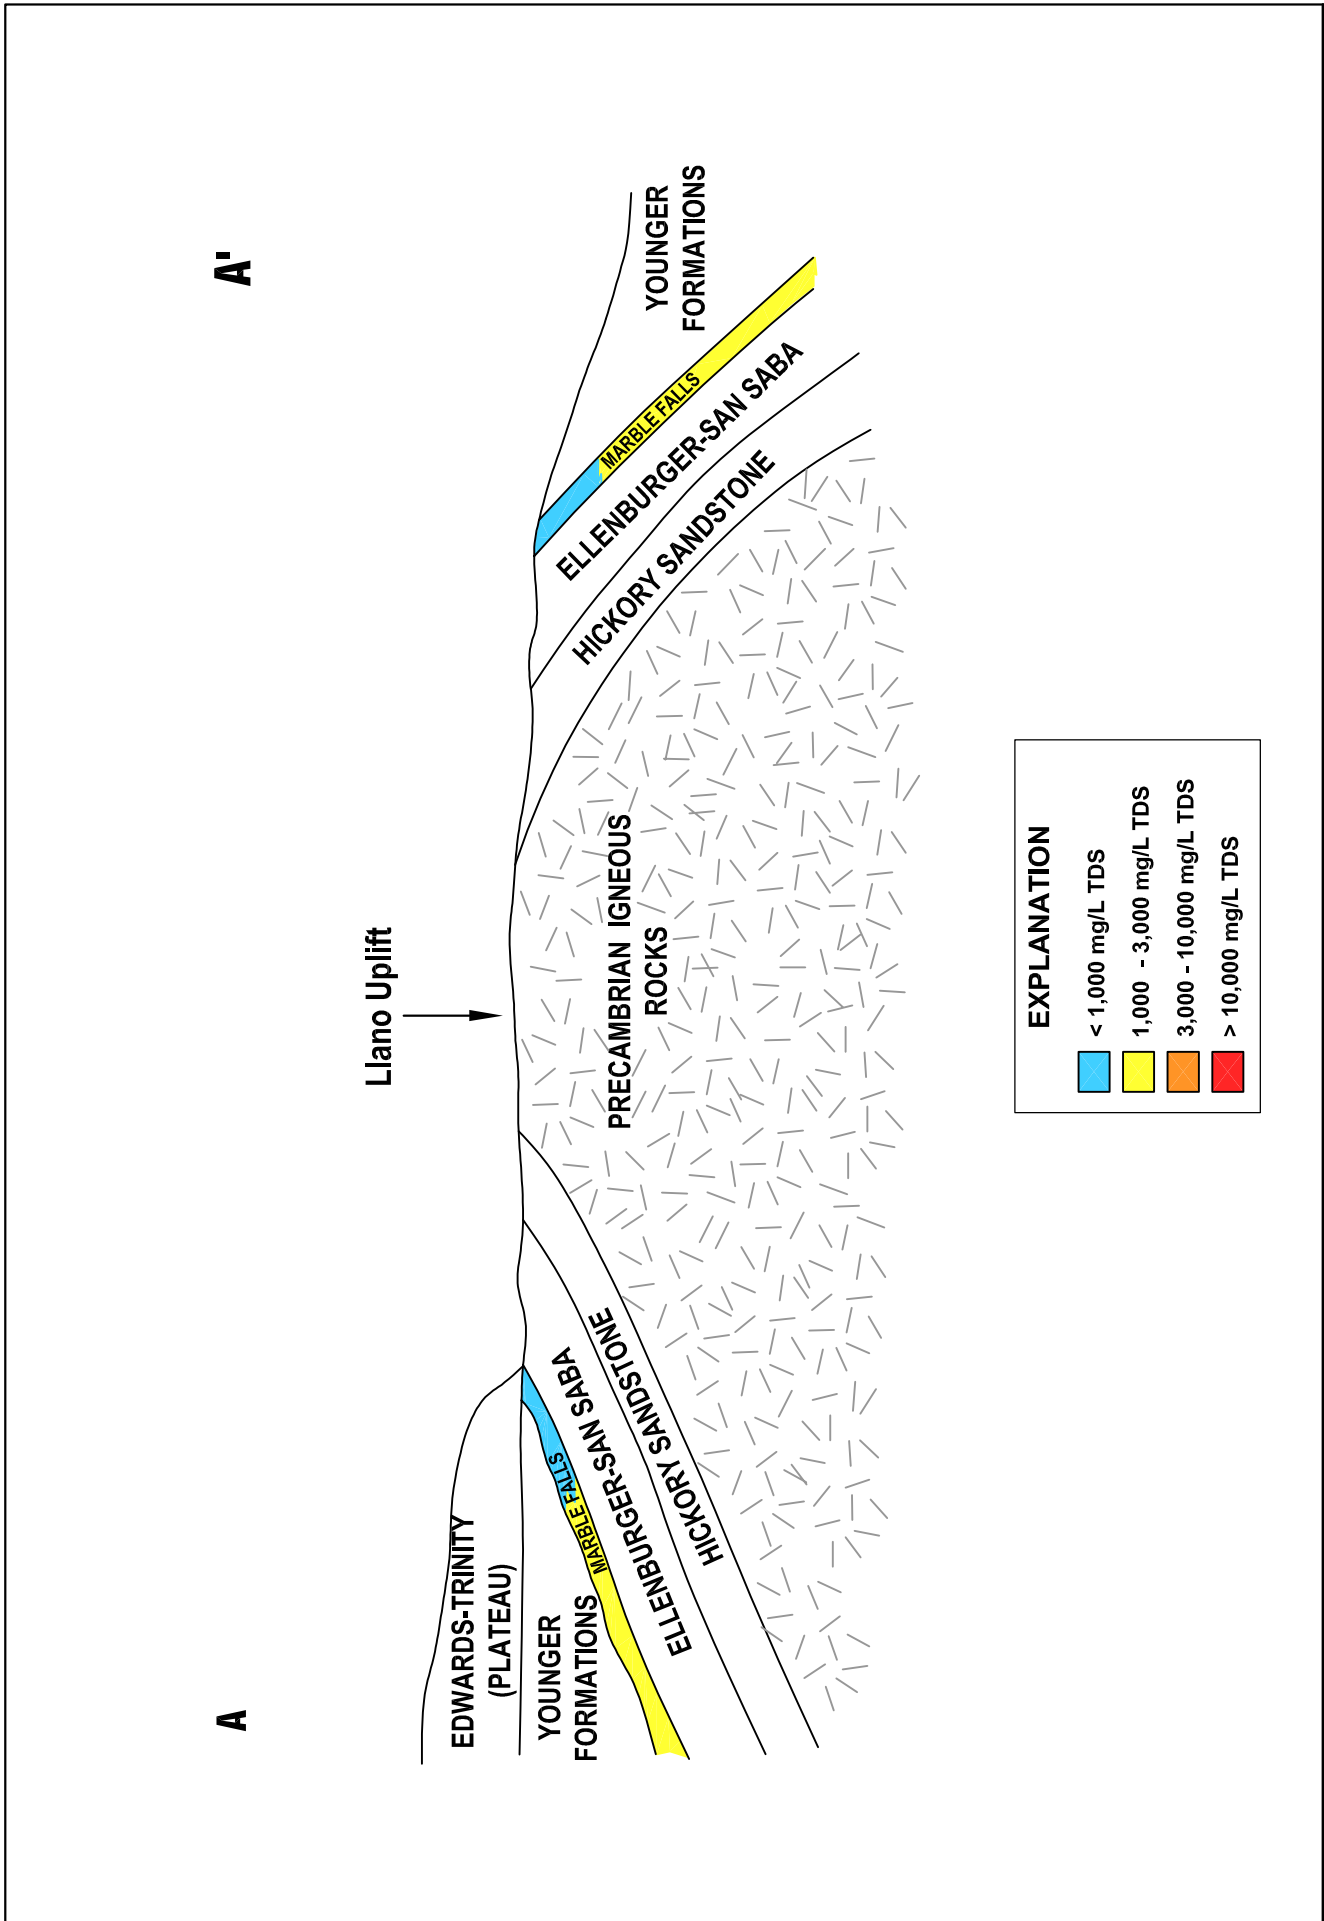 A
A'
Llano Uplift
EDWARDS-TRINITY
(PLATEAU)
YOUNGER
FORMATIONS
MARBLE FALLS
ELLENBURGER-SAN SABA
HICKORY SANDSTONE
PRECAMBRIAN IGNEOUS
ROCKS
HICKORY SANDSTONE
ELLENBURGER-SAN SABA
MARBLE FALLS
YOUNGER
FORMATIONS
EXPLANATION
< 1,000 mg/L TDS
1,000 - 3,000 mg/L TDS
3,000 - 10,000 mg/L TDS
> 10,000 mg/L TDS